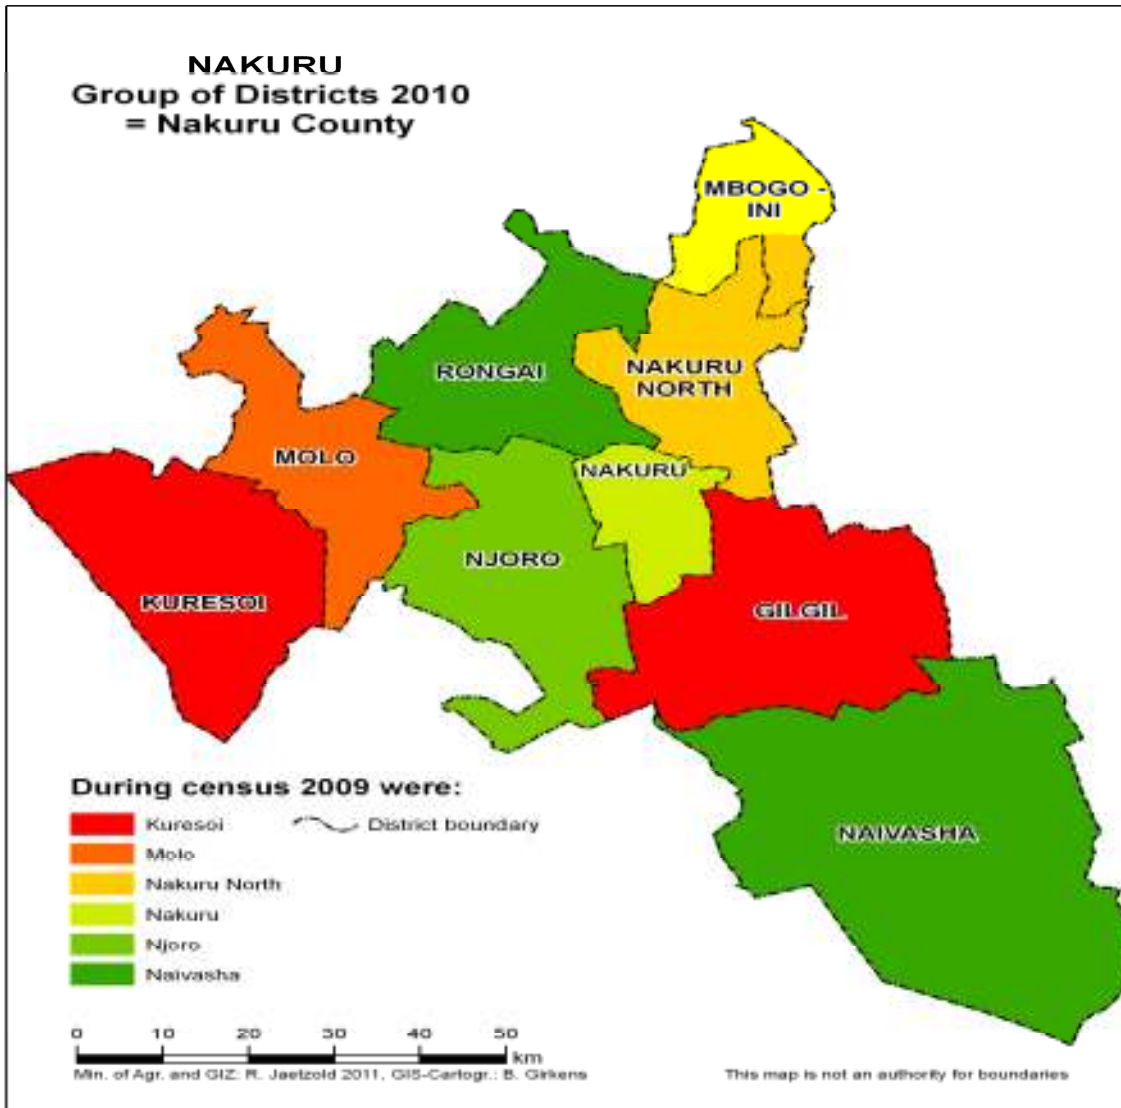 NAKURU
Group of Districts 2010
= Nakuru County
MBOGO -
INI
RONGAI
NAKURU
NORTH
MOLO
NAKURU
NJORO
KURESOI
GILGIL
NAIVASHA
During census 2009 were:
Kuresoi
District boundary
Molo
Nakuru North
Nakuru
Njoro
Naivasha
0 10 20 30 40 50
km
Min. of Agr. and GIZ: R. Jaetzold 2011, GIS-Cartogr.: B. Girkens
This map is not an authority for boundaries